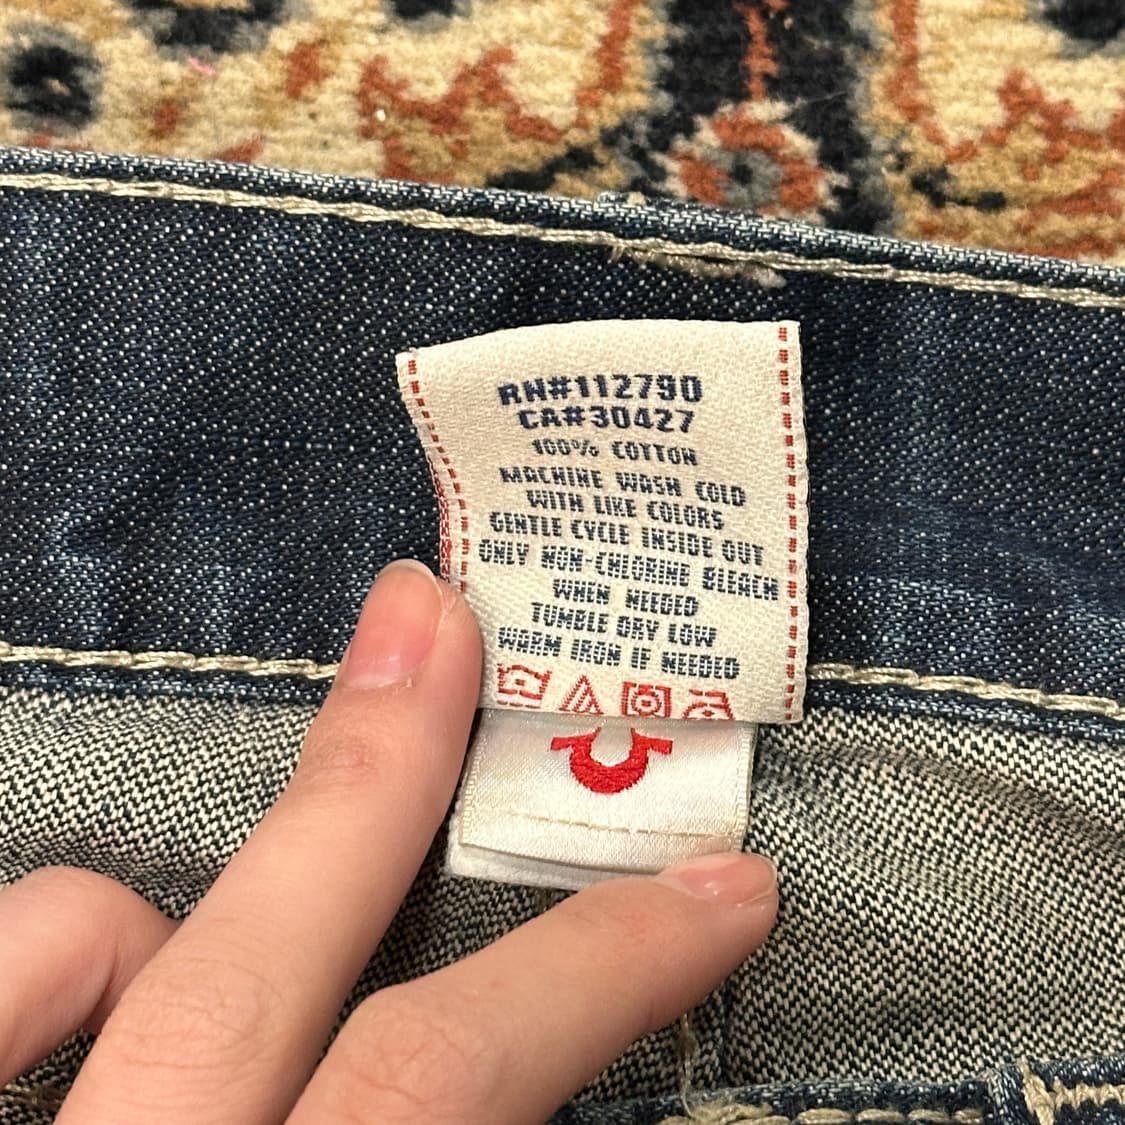 RN#112790
CA#30427
100% COTTON
MACHINE WASH COLD
WITH LIKE COLORS
GENTLE CYCLE INSIDE OUT
ONLY NON-CHLORINE BLEACH
WHEN NEEDED
TUMBLE DRY LOW
WARM IRON IF NEEDED